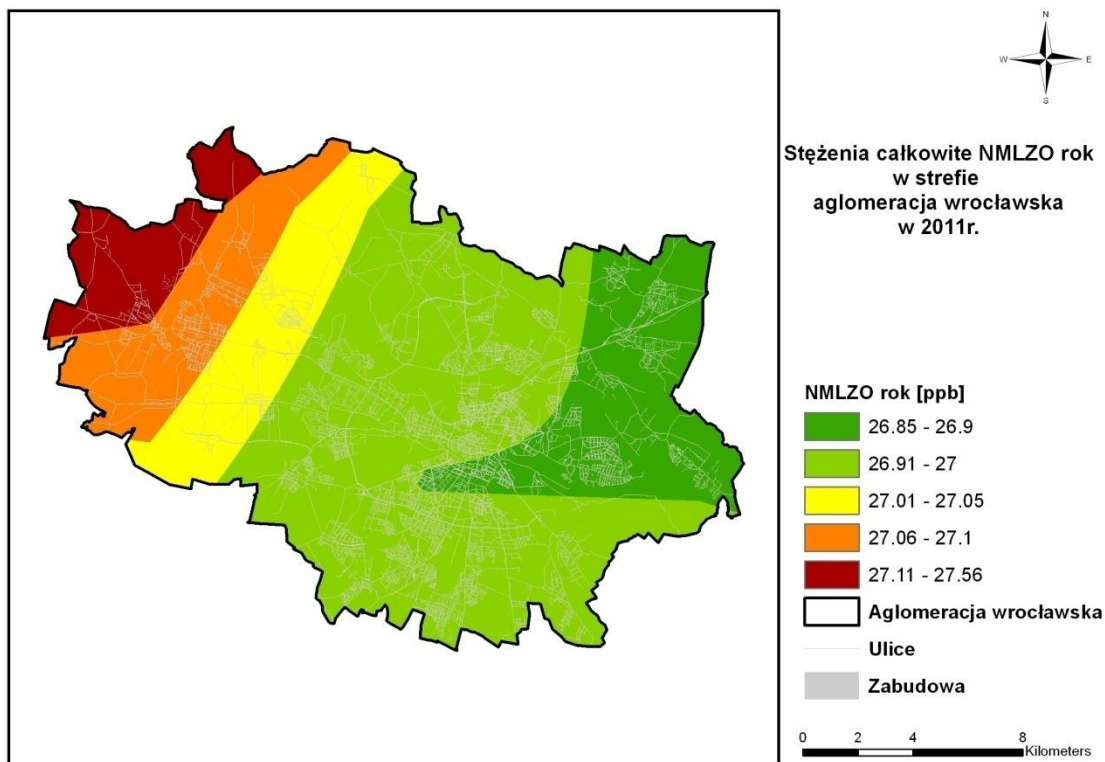 N
W E
S
Stężenia całkowite NMLZO rok
w strefie
aglomeracja wrocławska
w 2011r.
NMLZO rok [ppb]
26.85 - 26.9
26.91 - 27
27.01 - 27.05
27.06 - 27.1
27.11 - 27.56
Aglomeracja wrocławska
Ulice
Zabudowa
0 2 4 8
Kilometers